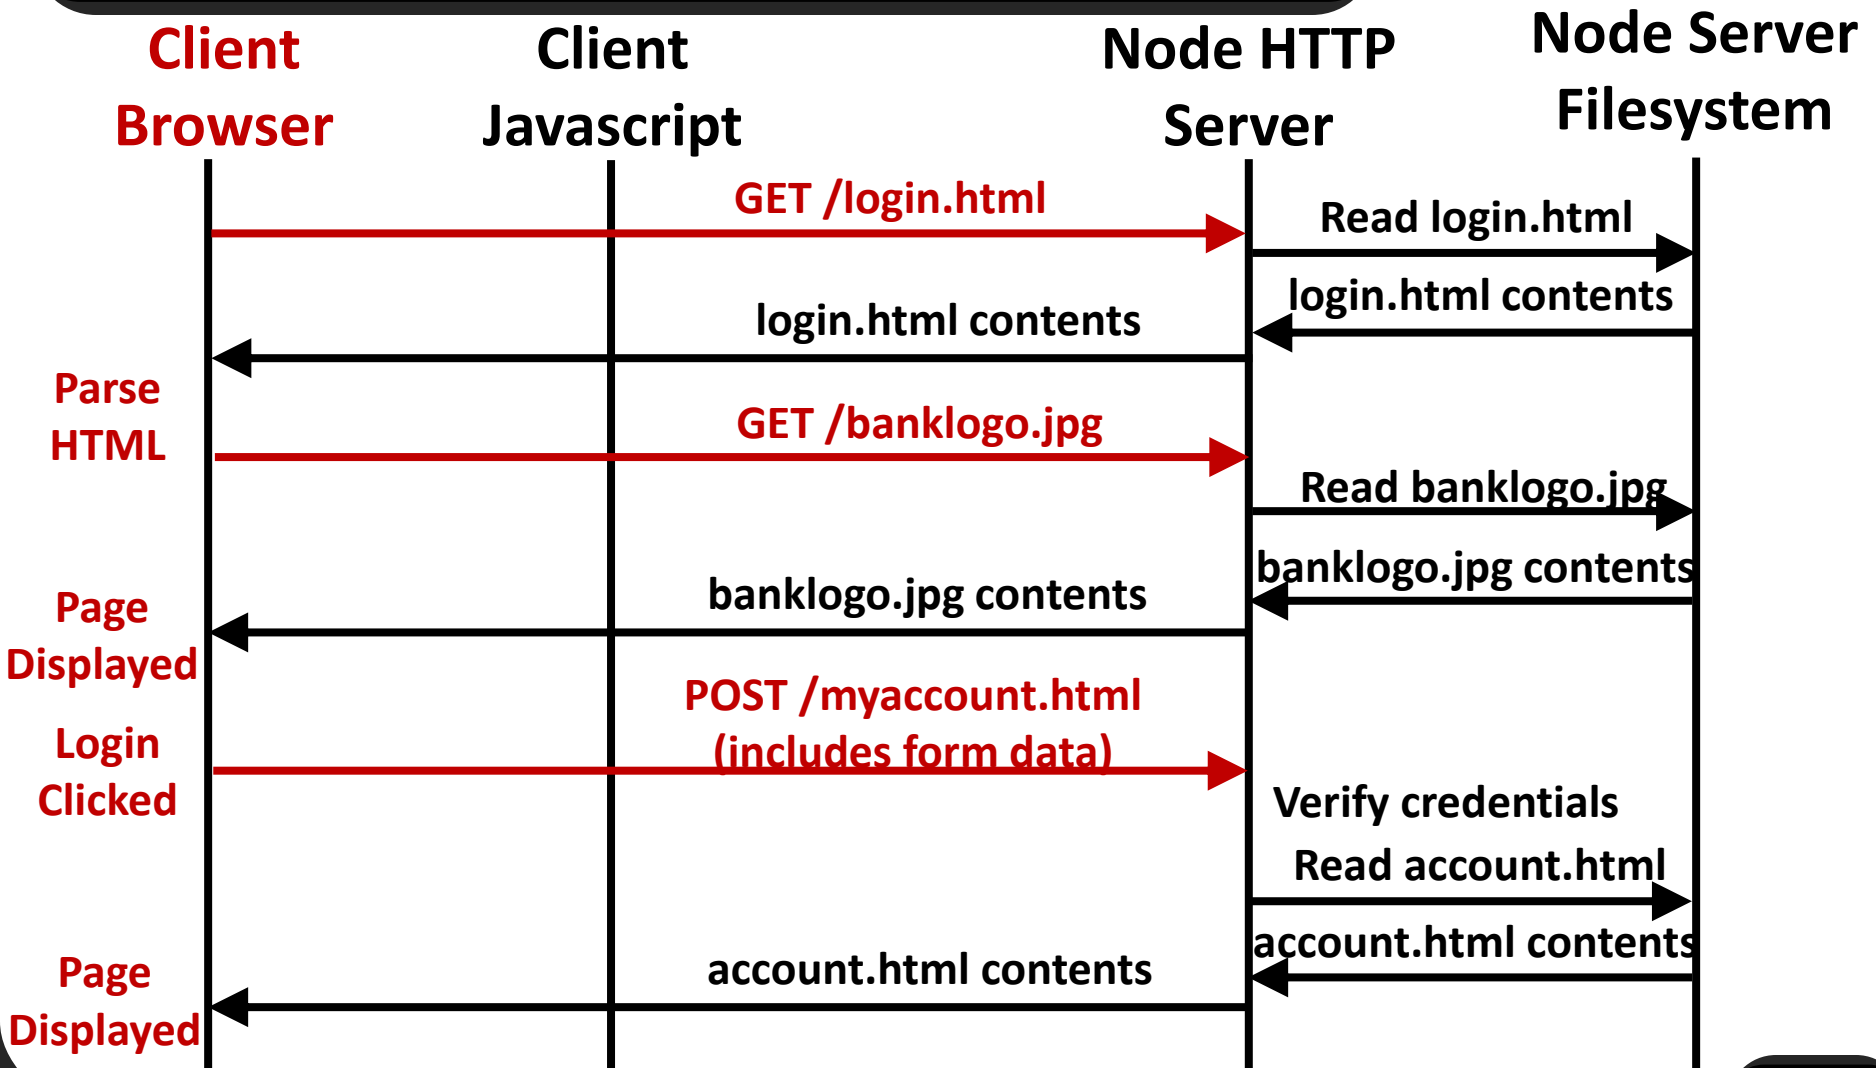 Client
Browser
Client
Javascript
Node HTTP
Server
Node Server
Filesystem
GET /login.html
Read login.html
login.html contents
login.html contents
Parse
HTML
GET /banklogo.jpg
Read banklogo.jpg
banklogo.jpg contents
banklogo.jpg contents
Page
Displayed
POST /myaccount.html
(includes form data)
Login
Clicked
Verify credentials
Read account.html
account.html contents
account.html contents
Page
Displayed